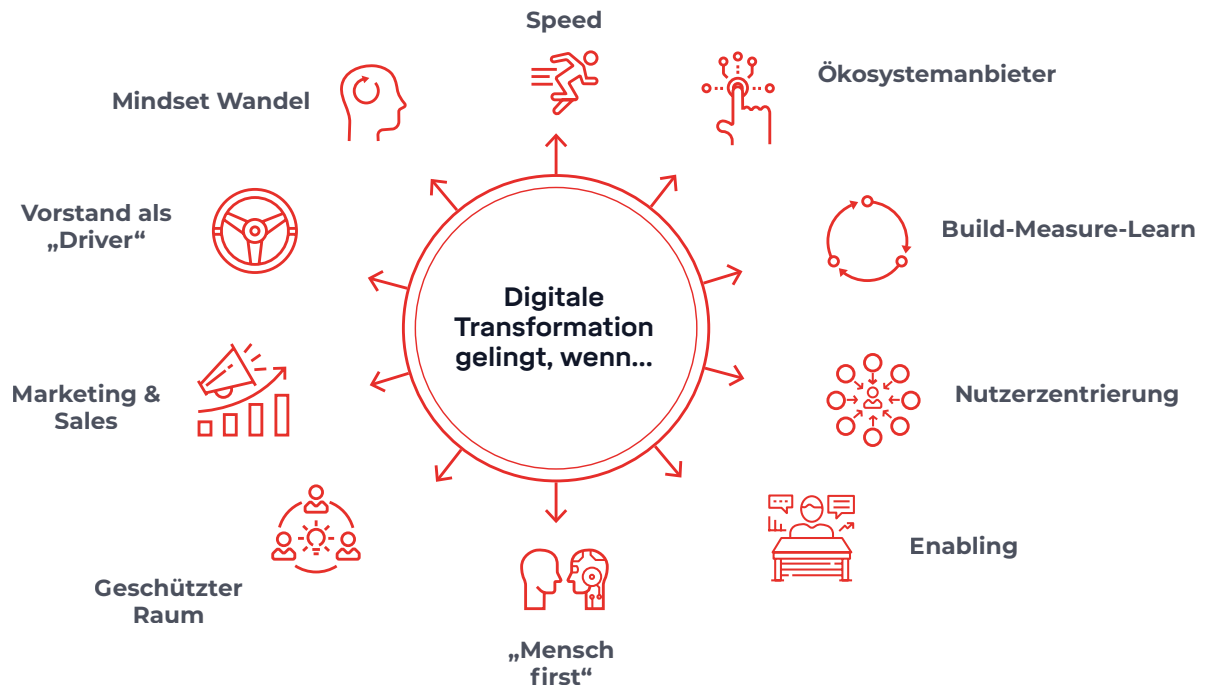 Speed
Ökosystemanbieter
Mindset Wandel
Vorstand als
„Driver“
Build-Measure-Learn
Digitale
Transformation
gelingt, wenn...
Marketing &
Sales
Nutzerzentrierung
Enabling
Geschützter
Raum
„Mensch
first“